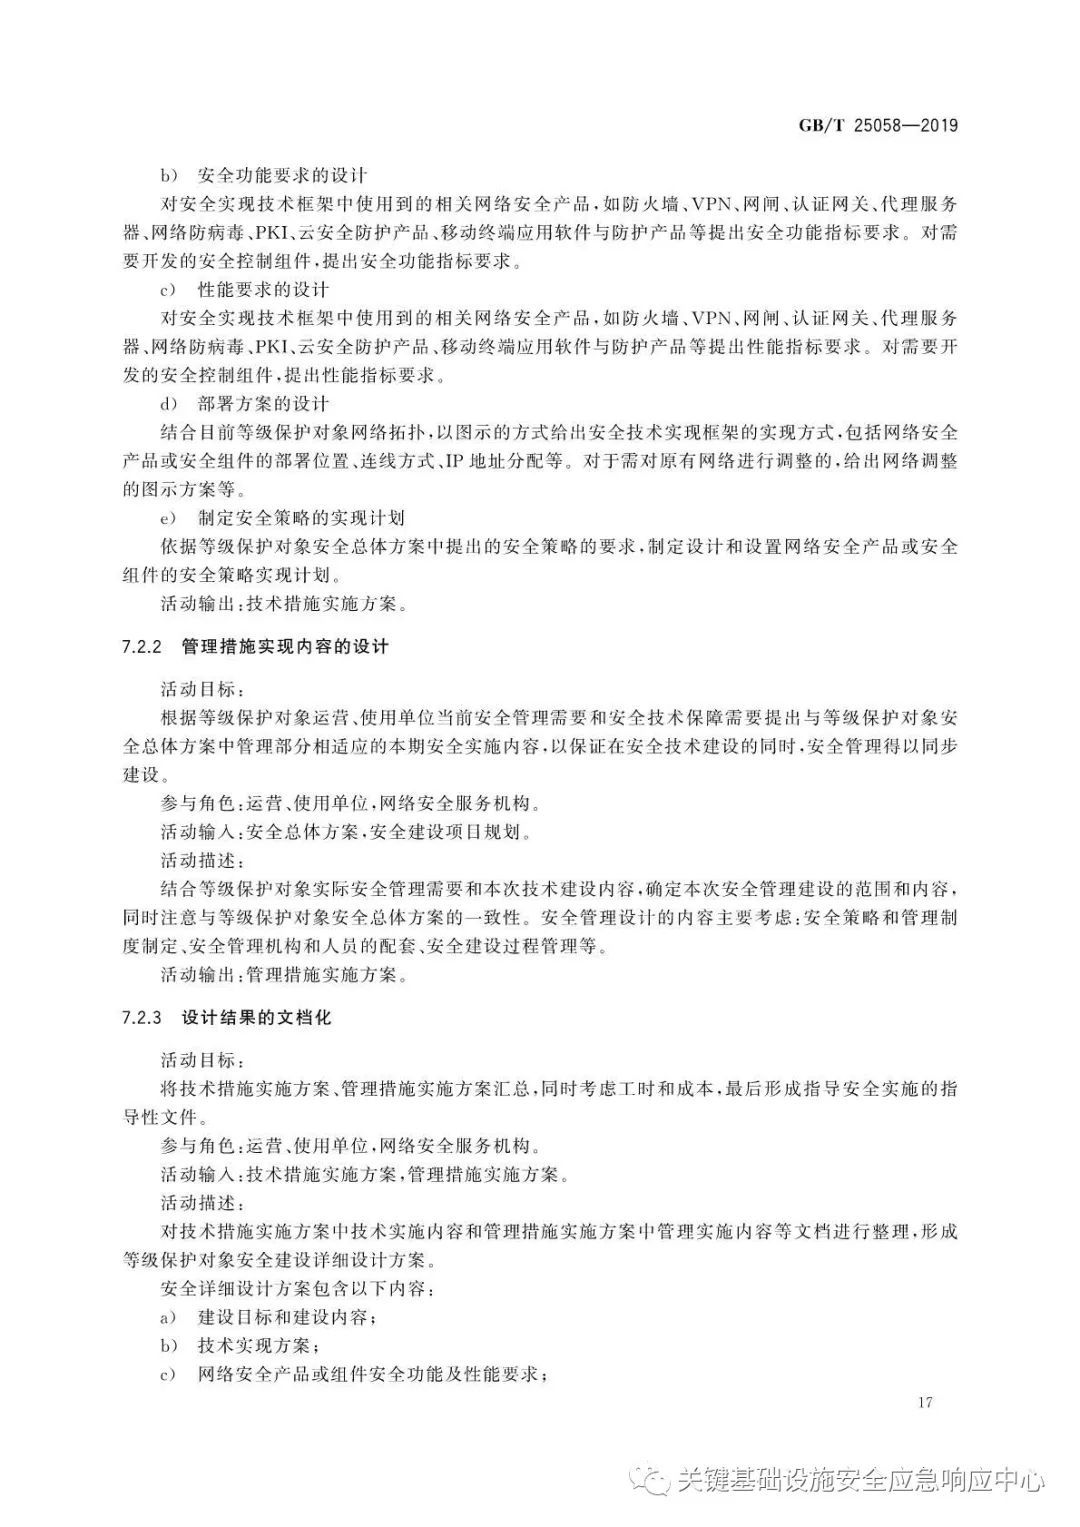 GB/T 25058—2019
b) 安全功能要求的设计
对安全实现技术框架中使用到的相关网络安全产品,如防火墙、VPN、网闸、认证网关、代理服务
器、网络防病毒、PKI、云安全防护产品、移动终端应用软件与防护产品等提出安全功能指标要求。对需
要开发的安全控制组件,提出安全功能指标要求。
c) 性能要求的设计
对安全实现技术框架中使用到的相关网络安全产品,如防火墙、VPN、网闸、认证网关、代理服务
器、网络防病毒、PKI、云安全防护产品、移动终端应用软件与防护产品等提出性能指标要求。对需要开
发的安全控制组件,提出性能指标要求。
d) 部署方案的设计
结合目前等级保护对象网络拓扑,以图示的方式给出安全技术实现框架的实现方式,包括网络安全
产品或安全组件的部署位置、连线方式、IP 地址分配等。对于需对原有网络进行调整的,给出网络调整
的图示方案等。
e) 制定安全策略的实现计划
依据等级保护对象安全总体方案中提出的安全策略的要求,制定设计和设置网络安全产品或安全
组件的安全策略实现计划。
活动输出:技术措施实施方案。
7.2.2 管理措施实现内容的设计
活动目标:
根据等级保护对象运营、使用单位当前安全管理需要和安全技术保障需要提出与等级保护对象安
全总体方案中管理部分相适应的本期安全实施内容,以保证在安全技术建设的同时,安全管理得以同步
建设。
参与角色:运营、使用单位,网络安全服务机构。
活动输入:安全总体方案,安全建设项目规划。
活动描述:
结合等级保护对象实际安全管理需要和本次技术建设内容,确定本次安全管理建设的范围和内容,
同时注意与等级保护对象安全总体方案的一致性。安全管理设计的内容主要考虑:安全策略和管理制
度制定、安全管理机构和人员的配套、安全建设过程管理等。
活动输出:管理措施实施方案。
7.2.3 设计结果的文档化
活动目标:
将技术措施实施方案、管理措施实施方案汇总,同时考虑工时和成本,最后形成指导安全实施的指
导性文件。
参与角色:运营、使用单位,网络安全服务机构。
活动输入:技术措施实施方案,管理措施实施方案。
活动描述:
对技术措施实施方案中技术实施内容和管理措施实施方案中管理实施内容等文档进行整理,形成
等级保护对象安全建设详细设计方案。
安全详细设计方案包含以下内容:
a) 建设目标和建设内容;
b) 技术实现方案;
c) 网络安全产品或组件安全功能及性能要求;
17
关键基础设施安全应急响应中心